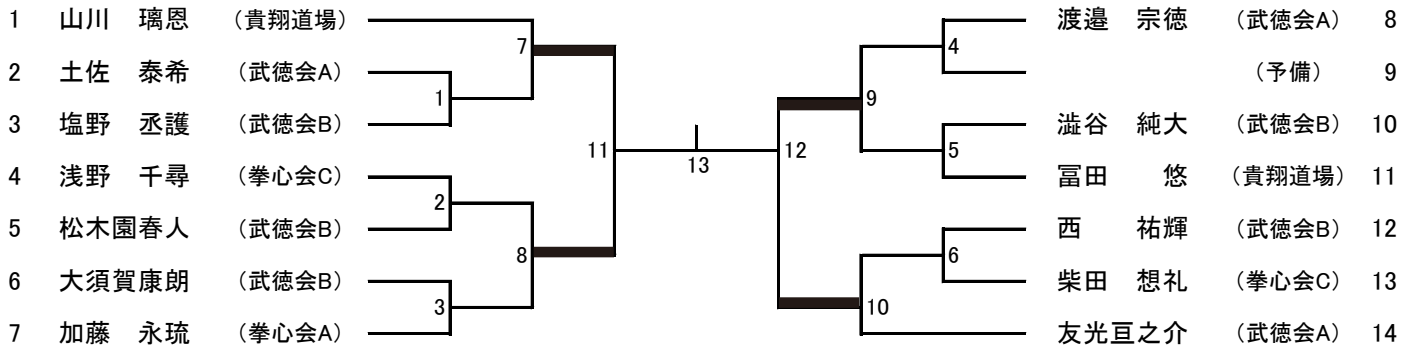 1 山川 璃恩 (貴翔道場)
2 土佐 泰希 (武徳会A)
3 塩野 丞護 (武徳会B)
4 浅野 千尋 (拳心会C)
5 松木園春人 (武徳会B)
6 大須賀康朗 (武徳会B)
7 加藤 永琉 (拳心会A)
7
1
2
8
3
11
13
12
4
9
5
6
10
渡邉 宗徳 (武徳会A) 8
(予備) 9
澁谷 純大 (武徳会B) 10
冨田 悠 (貴翔道場) 11
西 祐輝 (武徳会B) 12
柴田 想礼 (拳心会C) 13
友光亘之介 (武徳会A) 14